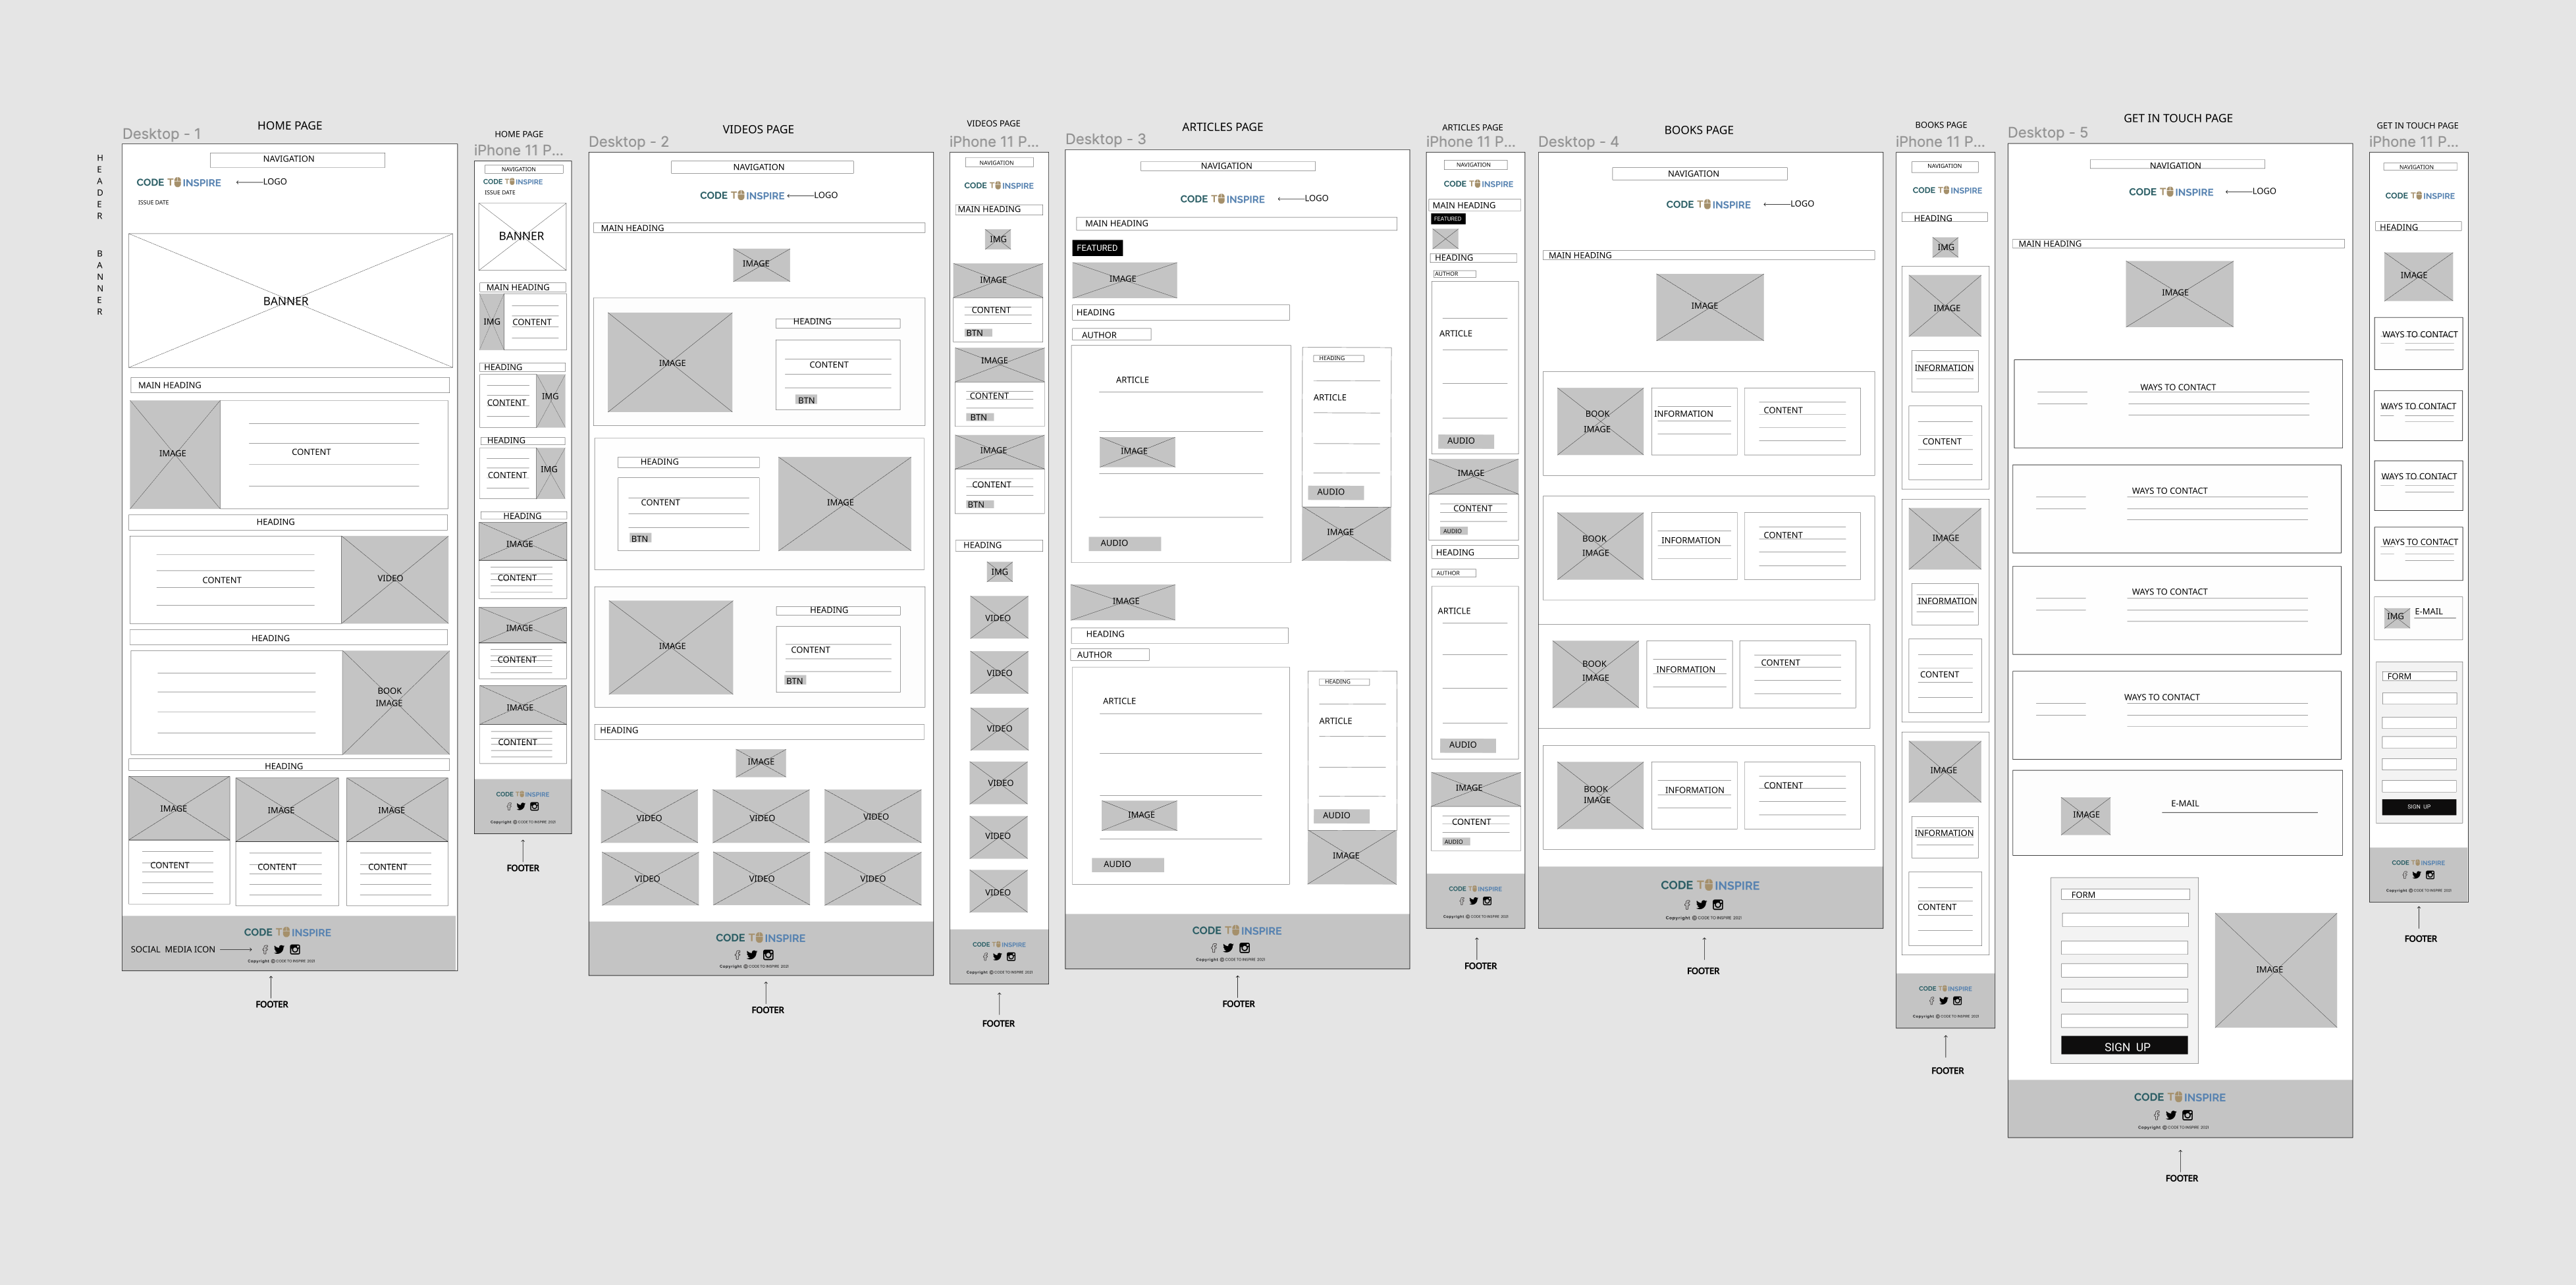 HOME PAGE
Desktop - 1
HEADER
BANNER
NAVIGATION
CODE TO INSPIRE
LOGO
ISSUE DATE
BANNER
MAIN HEADING
IMAGE
CONTENT
HEADING
CONTENT
VIDEO
HEADING
BOOK
IMAGE
HEADING
IMAGE
IMAGE
IMAGE
CONTENT
CONTENT
CONTENT
CODE TO INSPIRE
SOCIAL MEDIA ICON
Copyright © CODE TO INSPIRE 2021
FOOTER
HOME PAGE
iPhone 11 P...
NAVIGATION
CODE TO INSPIRE
ISSUE DATE
BANNER
MAIN HEADING
IMG
CONTENT
HEADING
CONTENT
IMG
HEADING
CONTENT
IMG
HEADING
IMAGE
CONTENT
IMAGE
CONTENT
IMAGE
CONTENT
CODE TO INSPIRE
Copyright © CODE TO INSPIRE 2021
FOOTER
VIDEOS PAGE
Desktop - 2
NAVIGATION
CODE TO INSPIRE
LOGO
MAIN HEADING
IMAGE
IMAGE
HEADING
CONTENT
BTN
HEADING
CONTENT
BTN
IMAGE
IMAGE
HEADING
CONTENT
BTN
HEADING
IMAGE
VIDEO
VIDEO
VIDEO
VIDEO
VIDEO
VIDEO
CODE TO INSPIRE
Copyright © CODE TO INSPIRE 2021
FOOTER
VIDEOS PAGE
iPhone 11 P...
NAVIGATION
CODE TO INSPIRE
MAIN HEADING
IMG
IMAGE
CONTENT
BTN
IMAGE
CONTENT
BTN
IMAGE
CONTENT
BTN
HEADING
IMG
VIDEO
VIDEO
VIDEO
VIDEO
VIDEO
VIDEO
CODE TO INSPIRE
Copyright © CODE TO INSPIRE 2021
FOOTER
ARTICLES PAGE
Desktop - 3
NAVIGATION
CODE TO INSPIRE
LOGO
MAIN HEADING
FEATURED
IMAGE
HEADING
AUTHOR
ARTICLE
IMAGE
AUDIO
HEADING
ARTICLE
AUDIO
IMAGE
IMAGE
HEADING
AUTHOR
ARTICLE
IMAGE
AUDIO
HEADING
ARTICLE
AUDIO
IMAGE
CODE TO INSPIRE
Copyright © CODE TO INSPIRE 2021
FOOTER
ARTICLES PAGE
iPhone 11 P...
NAVIGATION
CODE TO INSPIRE
MAIN HEADING
FEATURED
HEADING
AUTHOR
ARTICLE
AUDIO
IMAGE
CONTENT
AUDIO
HEADING
AUTHOR
ARTICLE
AUDIO
IMAGE
CONTENT
AUDIO
CODE TO INSPIRE
Copyright © CODE TO INSPIRE 2021
FOOTER
BOOKS PAGE
Desktop - 4
NAVIGATION
CODE TO INSPIRE
LOGO
MAIN HEADING
IMAGE
BOOK
IMAGE
INFORMATION
CONTENT
BOOK
IMAGE
INFORMATION
CONTENT
BOOK
IMAGE
INFORMATION
CONTENT
BOOK
IMAGE
INFORMATION
CONTENT
CODE TO INSPIRE
Copyright © CODE TO INSPIRE 2021
FOOTER
BOOKS PAGE
iPhone 11 P...
NAVIGATION
CODE TO INSPIRE
HEADING
IMG
IMAGE
INFORMATION
CONTENT
IMAGE
INFORMATION
CONTENT
IMAGE
INFORMATION
CONTENT
CODE TO INSPIRE
Copyright © CODE TO INSPIRE 2021
FOOTER
GET IN TOUCH PAGE
Desktop - 5
NAVIGATION
CODE TO INSPIRE
LOGO
MAIN HEADING
IMAGE
WAYS TO CONTACT
WAYS TO CONTACT
WAYS TO CONTACT
WAYS TO CONTACT
IMAGE
E-MAIL
FORM
SIGN UP
IMAGE
CODE TO INSPIRE
Copyright © CODE TO INSPIRE 2021
FOOTER
GET IN TOUCH PAGE
iPhone 11 P...
NAVIGATION
CODE TO INSPIRE
HEADING
IMAGE
WAYS TO CONTACT
WAYS TO CONTACT
WAYS TO CONTACT
WAYS TO CONTACT
IMG
E-MAIL
FORM
SIGN UP
CODE TO INSPIRE
Copyright © CODE TO INSPIRE 2021
FOOTER